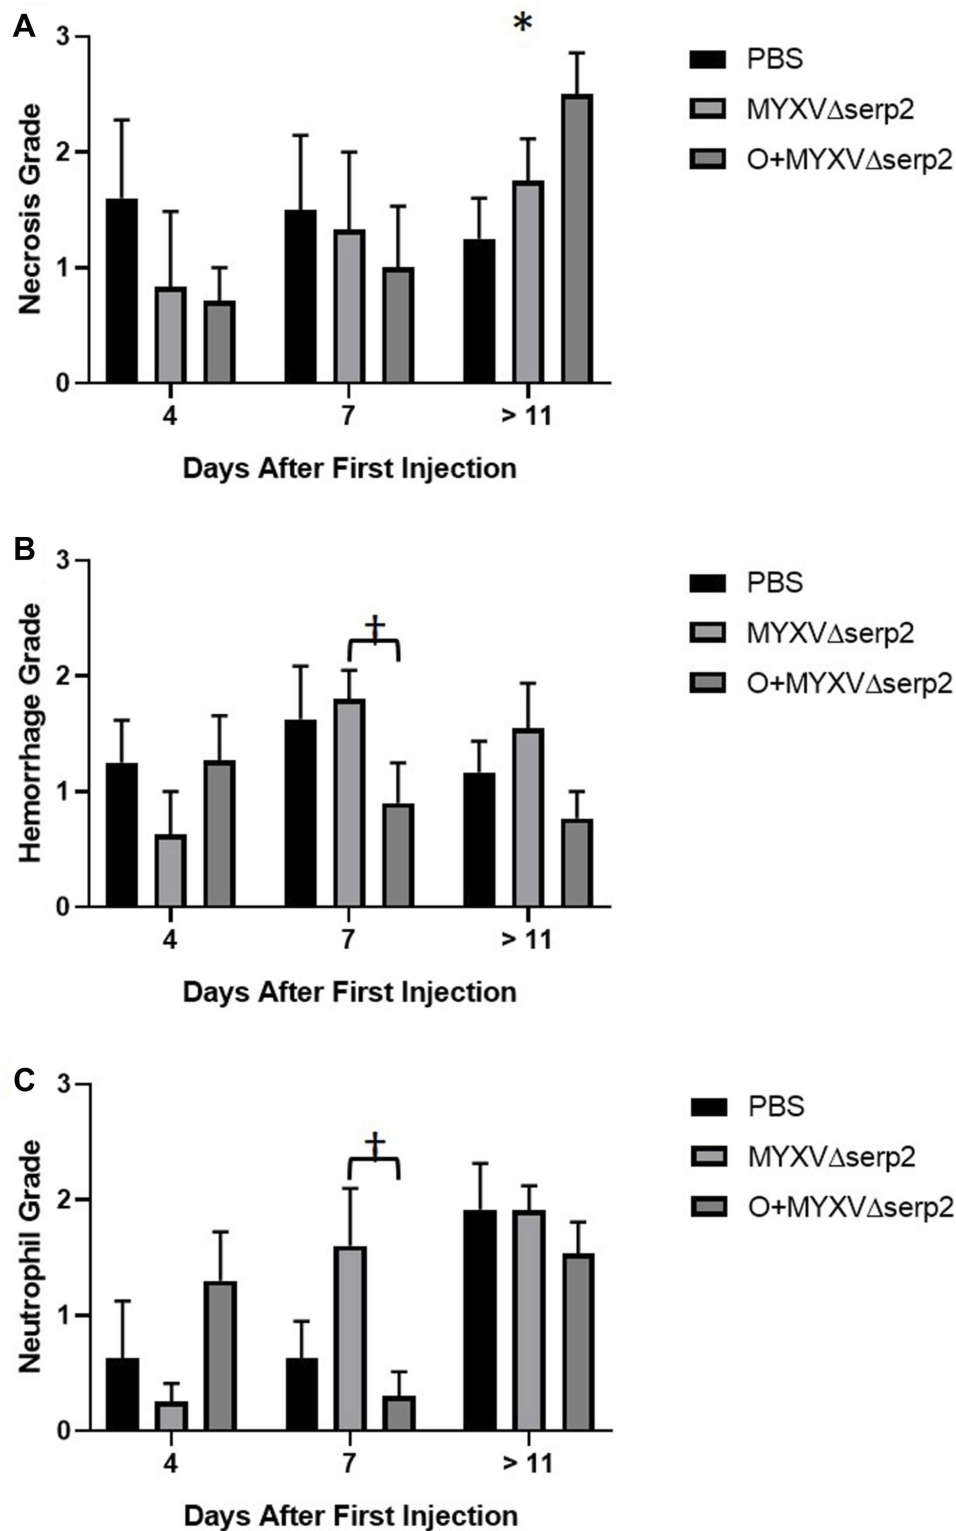 A
*
3
2
1
0
Necrosis Grade
4
7
> 11
Days After First Injection
PBS
MYXVΔserp2
O+MYXVΔserp2
B
‡
3
2
1
0
Hemorrhage Grade
4
7
> 11
Days After First Injection
PBS
MYXVΔserp2
O+MYXVΔserp2
C
‡
3
2
1
0
Neutrophil Grade
4
7
> 11
Days After First Injection
PBS
MYXVΔserp2
O+MYXVΔserp2